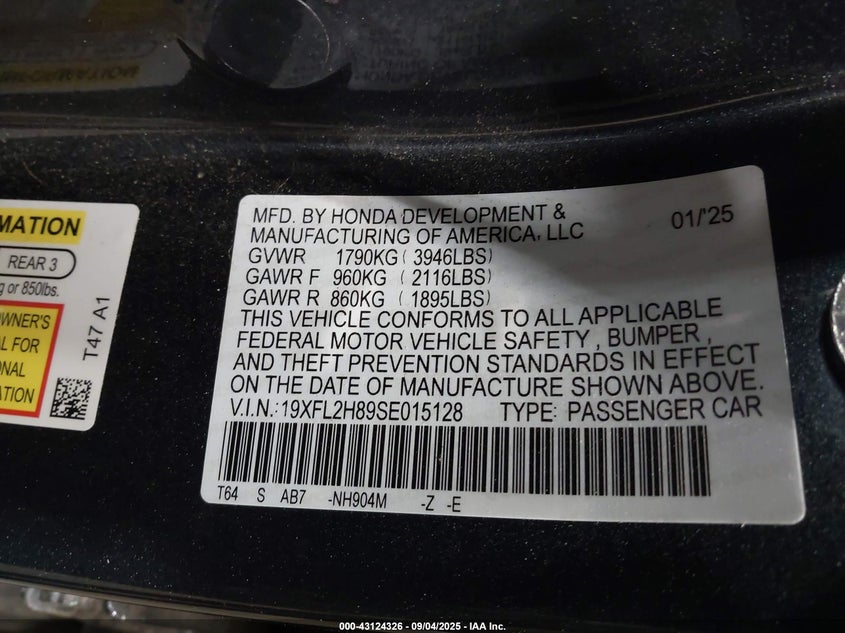 MATION
REAR 3
g or 850lbs.
OWNER'S
AL FOR
ONAL
ATION
T47 A1
MFD. BY HONDA DEVELOPMENT & 01/'25
MANUFACTURING OF AMERICA, LLC
GVWR 1790KG ( 3946LBS)
GAWR F 960KG ( 2116LBS)
GAWR R 860KG ( 1895LBS)
THIS VEHICLE CONFORMS TO ALL APPLICABLE
FEDERAL MOTOR VEHICLE SAFETY , BUMPER ,
AND THEFT PREVENTION STANDARDS IN EFFECT
ON THE DATE OF MANUFACTURE SHOWN ABOVE.
V.I.N.:19XFL2H89SE015128 TYPE: PASSENGER CAR
T64 S AB7 -NH904M -Z -E
000-43124326 - 09/04/2025 - IAA Inc.